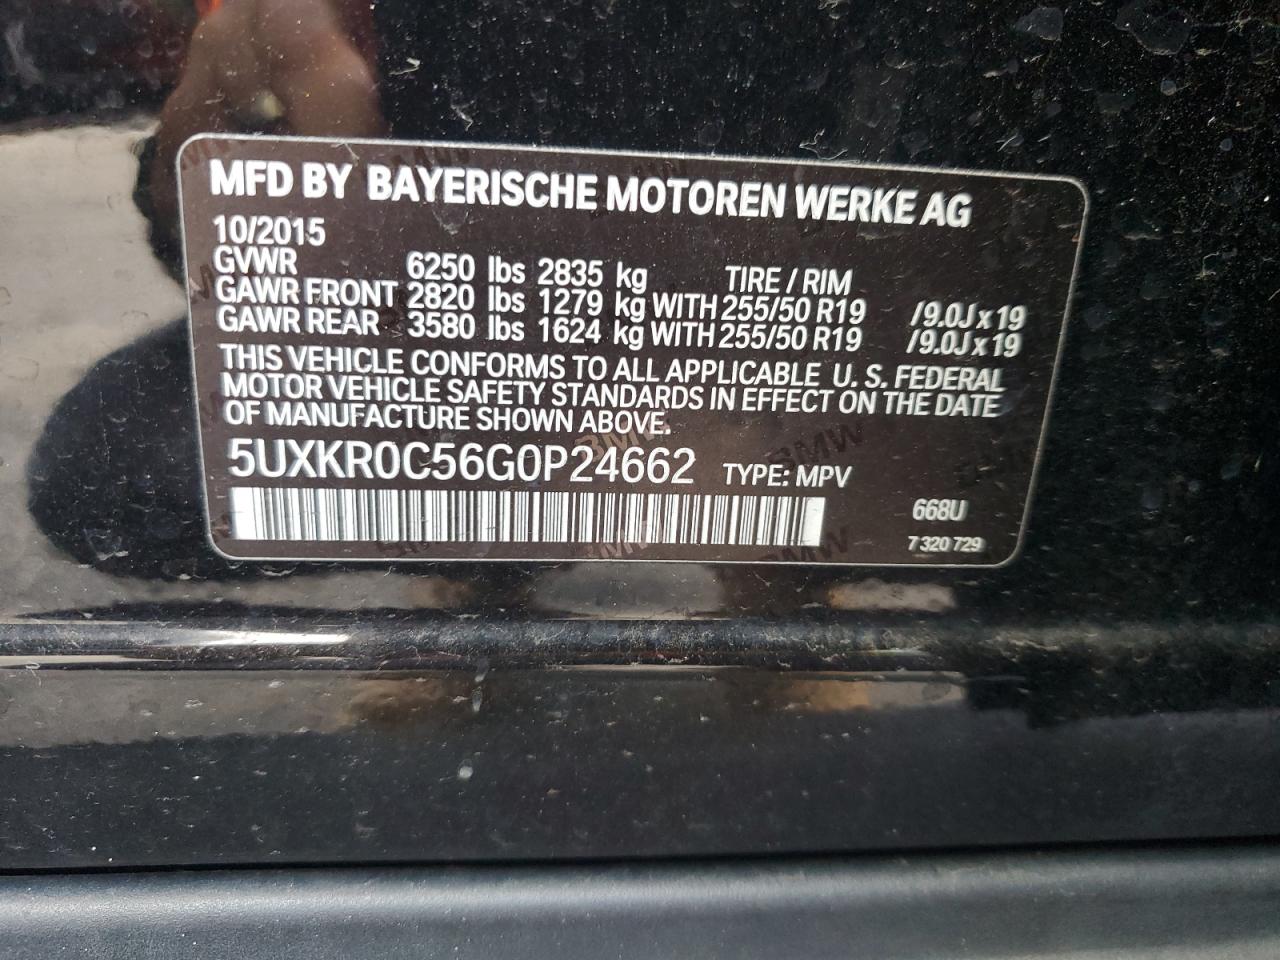 MFD BY BAYERISCHE MOTOREN WERKE AG
10/2015
GVWR 6250 lbs 2835 kg TIRE / RIM
GAWR FRONT 2820 lbs 1279 kg WITH 255/50 R19 /9.0J x 19
GAWR REAR 3580 lbs 1624 kg WITH 255/50 R19 /9.0J x 19
THIS VEHICLE CONFORMS TO ALL APPLICABLE U. S. FEDERAL
MOTOR VEHICLE SAFETY STANDARDS IN EFFECT ON THE DATE
OF MANUFACTURE SHOWN ABOVE.
5UXKR0C56G0P24662 TYPE: MPV
668U
7 320 729